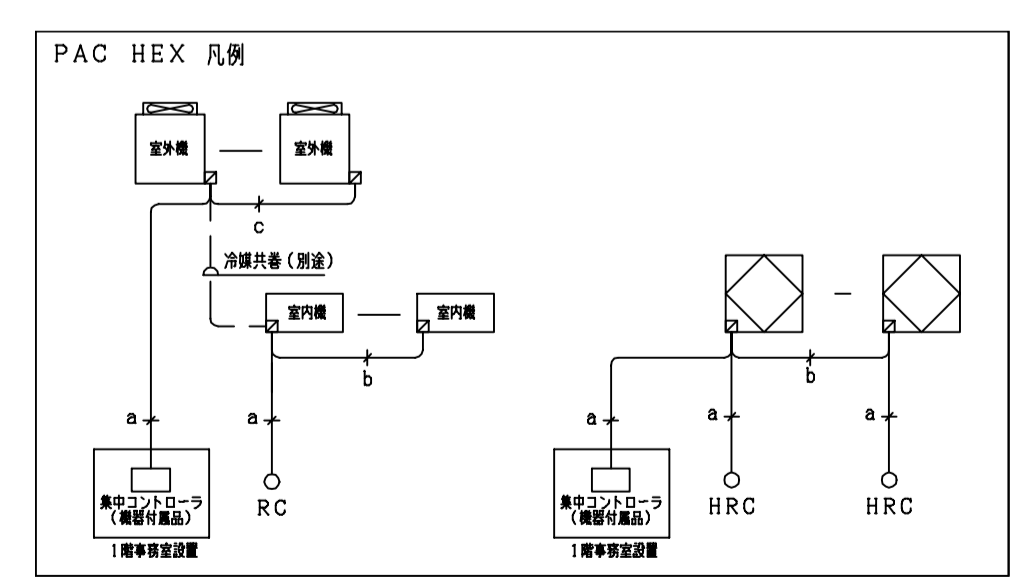 PAC HEX 凡例
室外機
室外機
c
冷媒共巻(別途)
室内機
室内機
b
a
a
集中コントローラ
(機器付属品)
1階事務室設置
RC
b
a
a
a
集中コントローラ
(機器付属品)
1階事務室設置
HRC
HRC